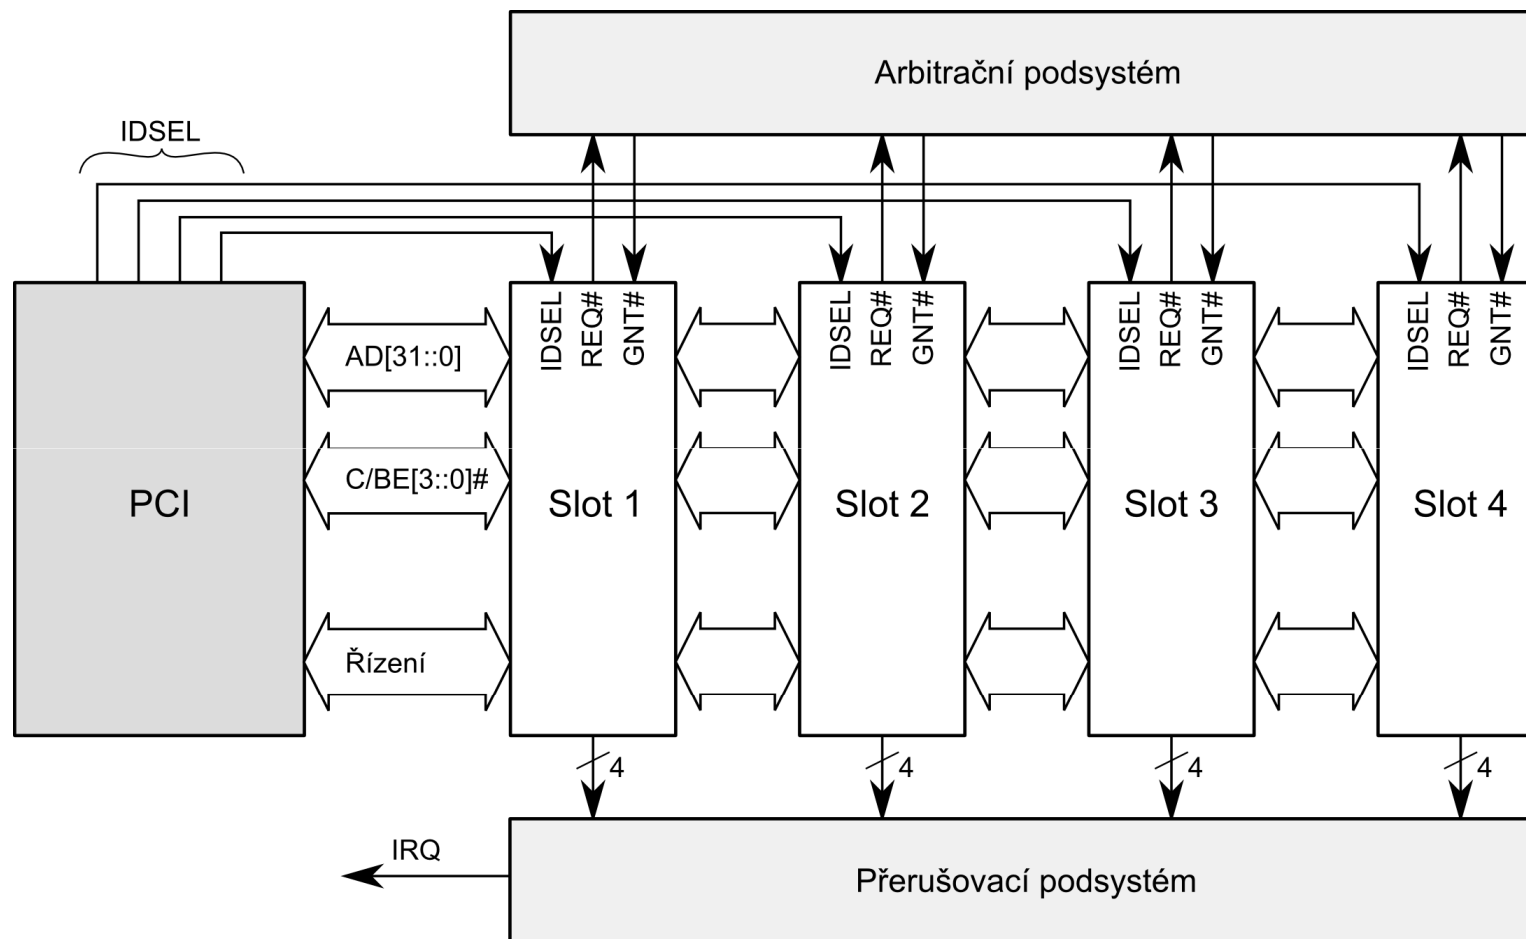 Arbitrační podsystém
IDSEL
IDSEL REQ# GNT# IDSEL REQ# GNT# IDSEL REQ# GNT# IDSEL REQ# GNT#
AD[31::0]
C/BE[3::0]#
PCI Slot 1 Slot 2 Slot 3 Slot 4
Řízení
4 4 4 4
IRQ
Přerušovací podsystém